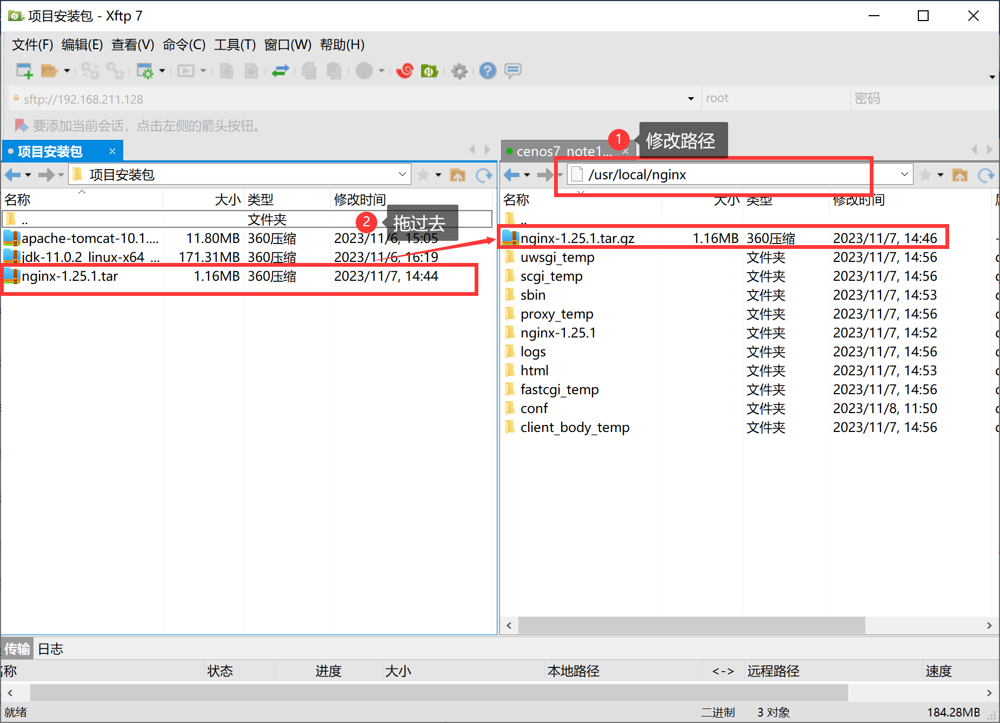 项目安装包 - Xftp 7
文件(F) 编辑(E) 查看(V) 命令(C) 工具(T) 窗口(W) 帮助(H)
sftp://192.168.211.128 root 密码
要添加当前会话，点击左侧的箭头按钮。
项目安装包 ×
项目安装包
名称 大小 类型 修改时间
.. 文件夹
apache-tomcat-10.1.... 11.80MB 360压缩 2023/11/6, 15:05
jdk-11.0.2_linux-x64_... 171.31MB 360压缩 2023/11/6, 16:19
nginx-1.25.1.tar 1.16MB 360压缩 2023/11/7, 14:44
2 拖过去
cenos7_note1... ×
1 修改路径
/usr/local/nginx
名称 大小 类型 修改时间
..
nginx-1.25.1.tar.gz 1.16MB 360压缩 2023/11/7, 14:46
uwsgi_temp 文件夹 2023/11/7, 14:56
scgi_temp 文件夹 2023/11/7, 14:56
sbin 文件夹 2023/11/7, 14:53
proxy_temp 文件夹 2023/11/7, 14:56
nginx-1.25.1 文件夹 2023/11/7, 14:52
logs 文件夹 2023/11/7, 14:56
html 文件夹 2023/11/7, 14:53
fastcgi_temp 文件夹 2023/11/7, 14:56
conf 文件夹 2023/11/8, 11:50
client_body_temp 文件夹 2023/11/7, 14:56
传输 日志
名称 状态 进度 大小 本地路径 <-> 远程路径 速度
就绪 二进制 3 对象 184.28MB